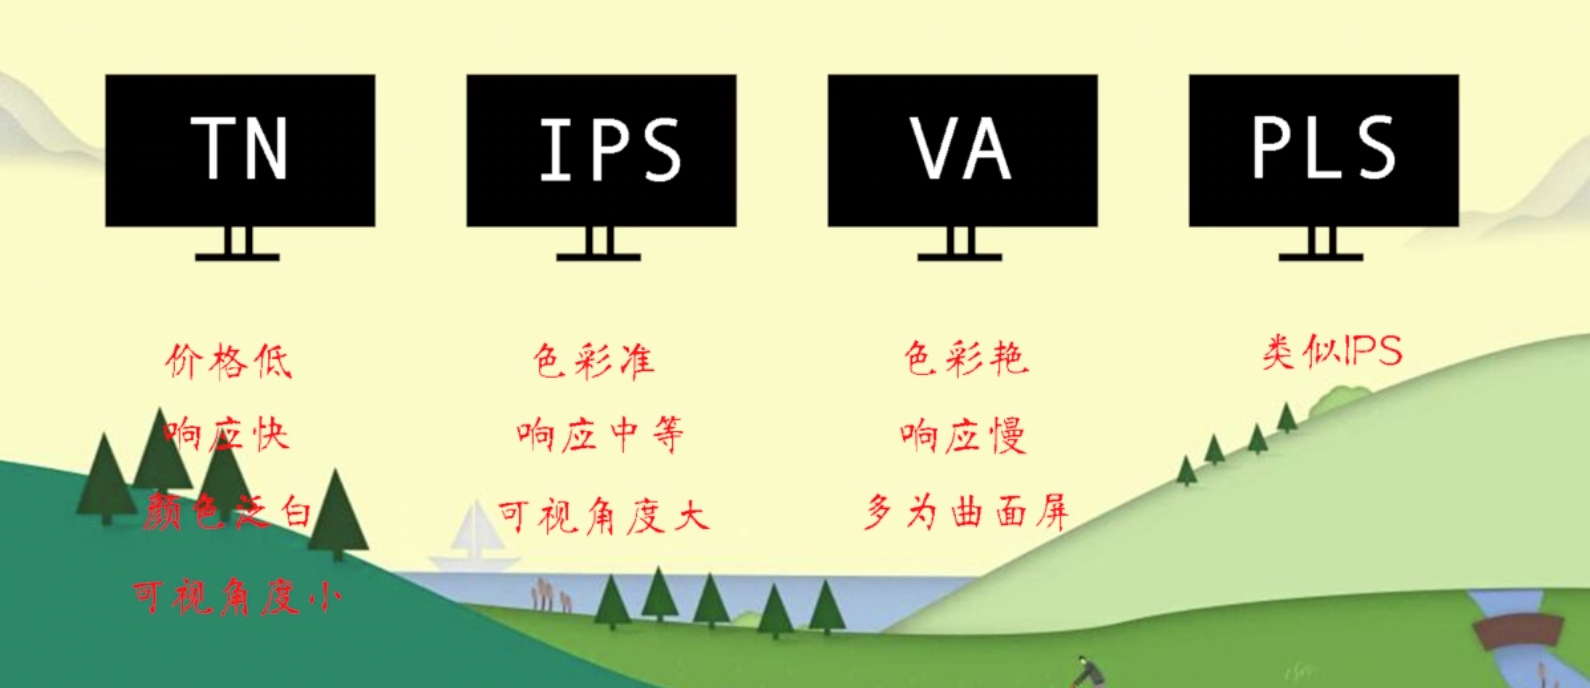 TN
IPS
VA
PLS
价格低
响应快
颜色泛白
可视角度小
色彩准
响应中等
可视角度大
色彩艳
响应慢
多为曲面屏
类似IPS